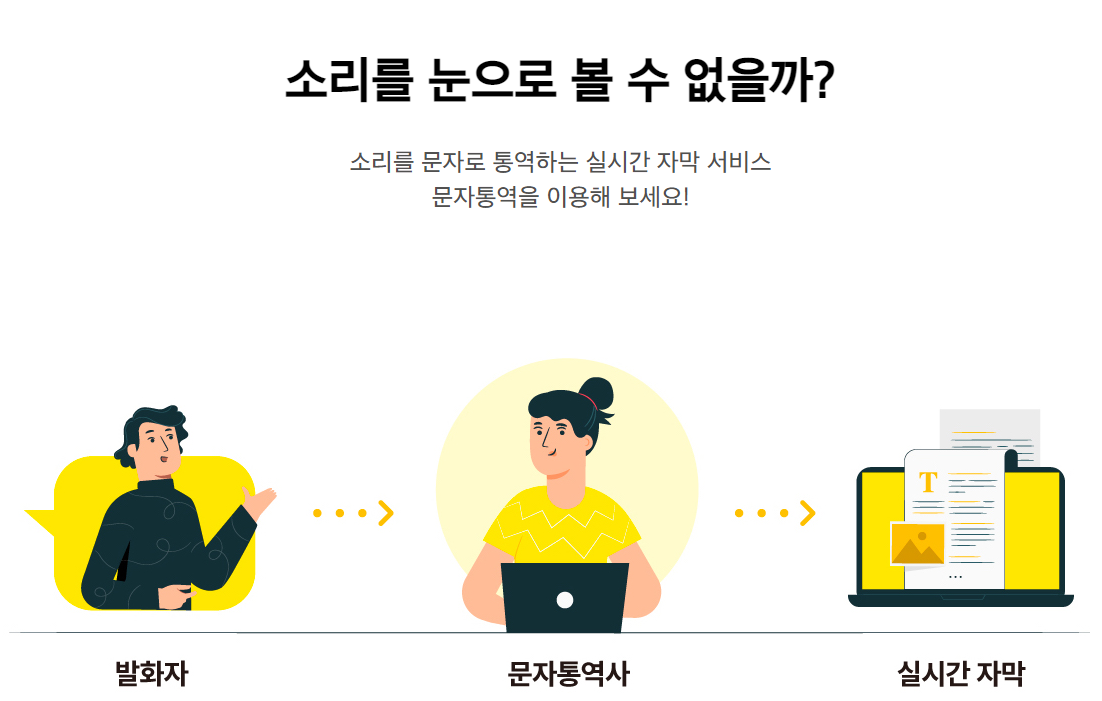 소리를 눈으로 볼 수 없을까?
소리를 문자로 통역하는 실시간 자막 서비스
문자통역을 이용해 보세요!
T
발화자
문자통역사
실시간 자막